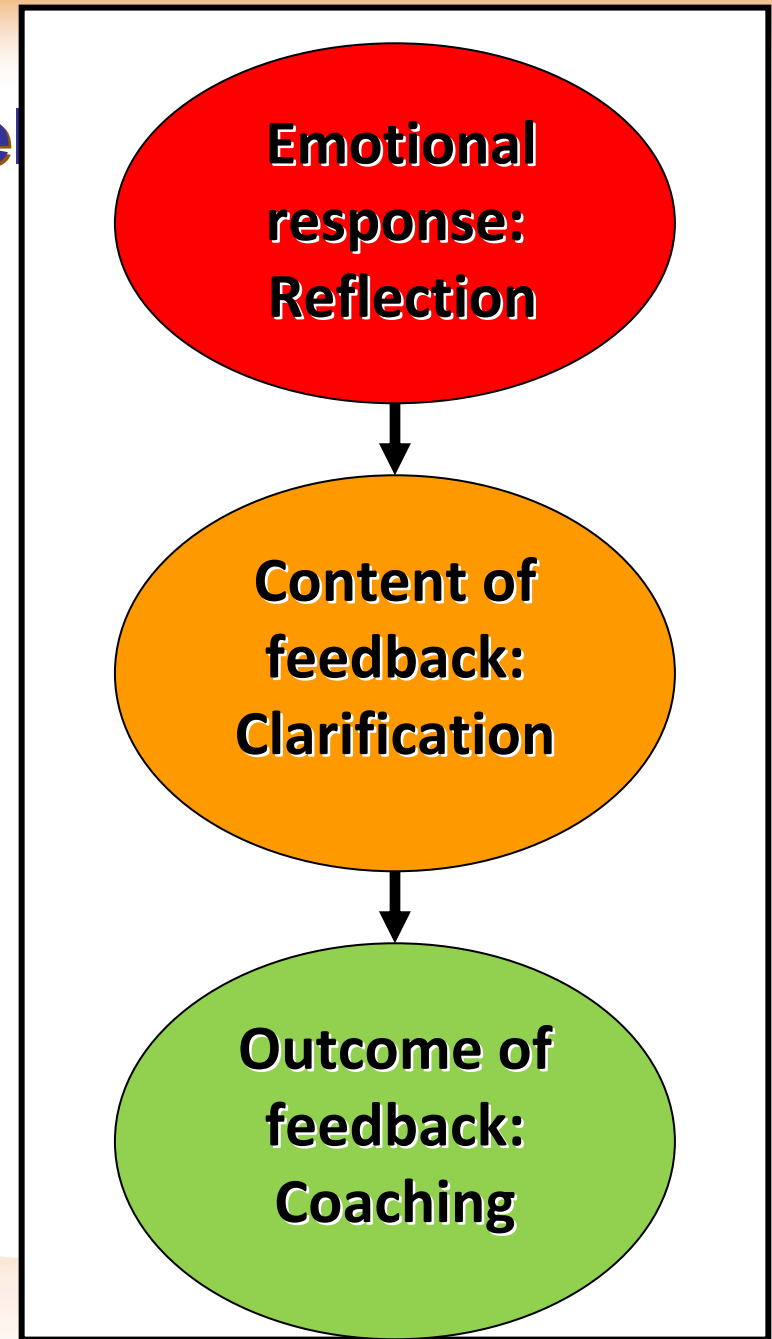 Emotional
response:
Reflection
Content of
feedback:
Clarification
Outcome of
feedback:
Coaching